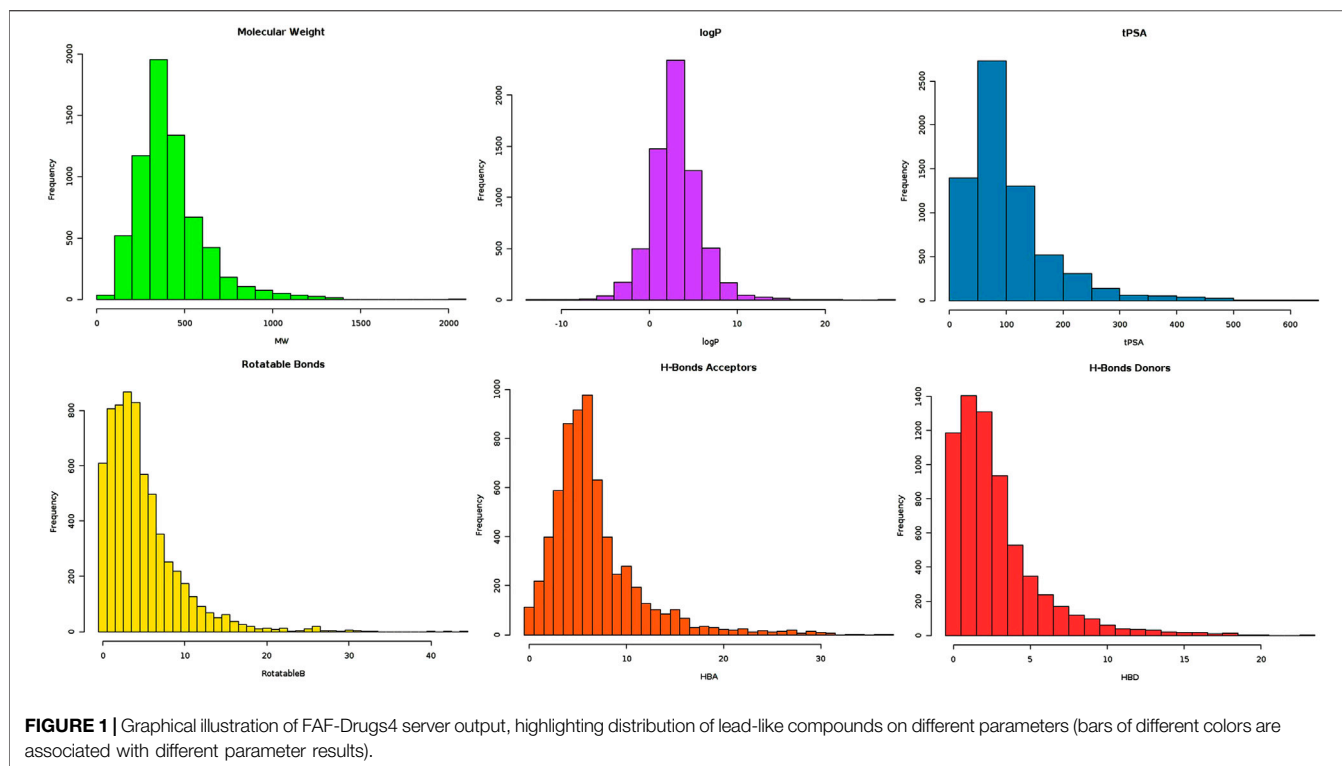 Molecular Weight
Frequency
0 500 1000 1500 2000
0 500 1000 1500 2000
MW
logP
Frequency
0 500 1000 1500 2000
-10 0 10 20
logP
tPSA
Frequency
0 500 1000 1500 2000 2500
0 100 200 300 400 500 600
tPSA
Rotatable Bonds
Frequency
0 200 400 600 800
0 10 20 30 40
RotatableB
H-Bonds Acceptors
Frequency
0 200 400 600 800 1000
0 10 20 30
HBA
H-Bonds Donors
Frequency
0 200 400 600 800 1000 1200 1400
0 5 10 15 20
HBD
FIGURE 1 | Graphical illustration of FAF-Drugs4 server output, highlighting distribution of lead-like compounds on different parameters (bars of different colors are
associated with different parameter results).